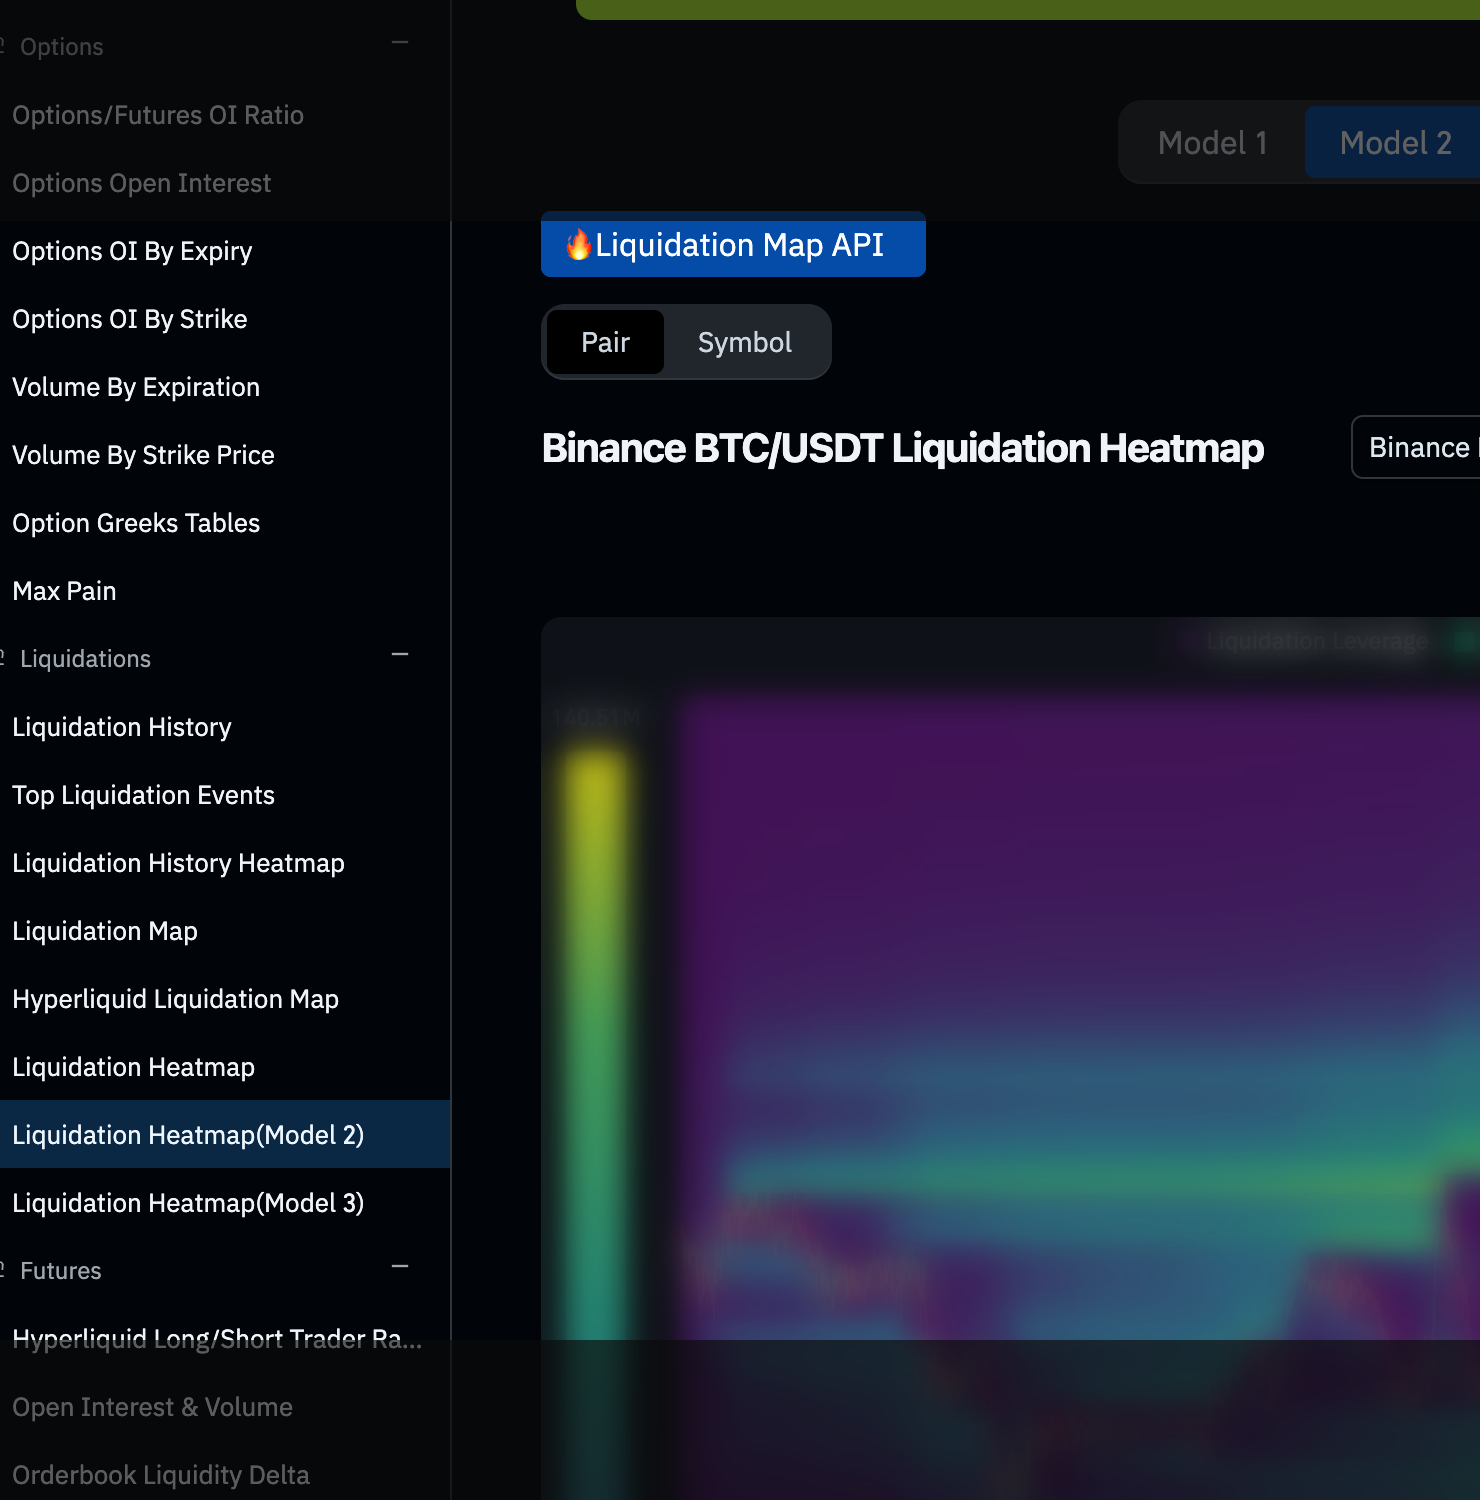 Options
Options/Futures OI Ratio
Options Open Interest
Options OI By Expiry
Options OI By Strike
Volume By Expiration
Volume By Strike Price
Option Greeks Tables
Max Pain
Liquidations
Liquidation History
Top Liquidation Events
Liquidation History Heatmap
Liquidation Map
Hyperliquid Liquidation Map
Liquidation Heatmap
Liquidation Heatmap(Model 2)
Liquidation Heatmap(Model 3)
Futures
Hyperliquid Long/Short Trader Ra...
Open Interest & Volume
Orderbook Liquidity Delta
Model 1 Model 2
🔥Liquidation Map API
Pair Symbol
Binance BTC/USDT Liquidation Heatmap
Binance
Liquidation Leverage
140.51M